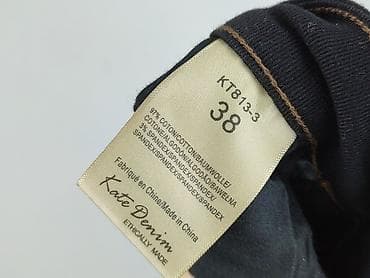 KT813-3
38
97% COTON/COTTON/BAUMWOLLE/
COTONE/ALGODON/ALGODÃO/BAWEŁNA
3% SPANDEX/SPANDEX/SPANDEX/
SPANDEX/SPANDEX/SPANDEX/SPANDEX
Fabriqué en Chine/Made in China
Kate Denim
ETHICALLY MADE